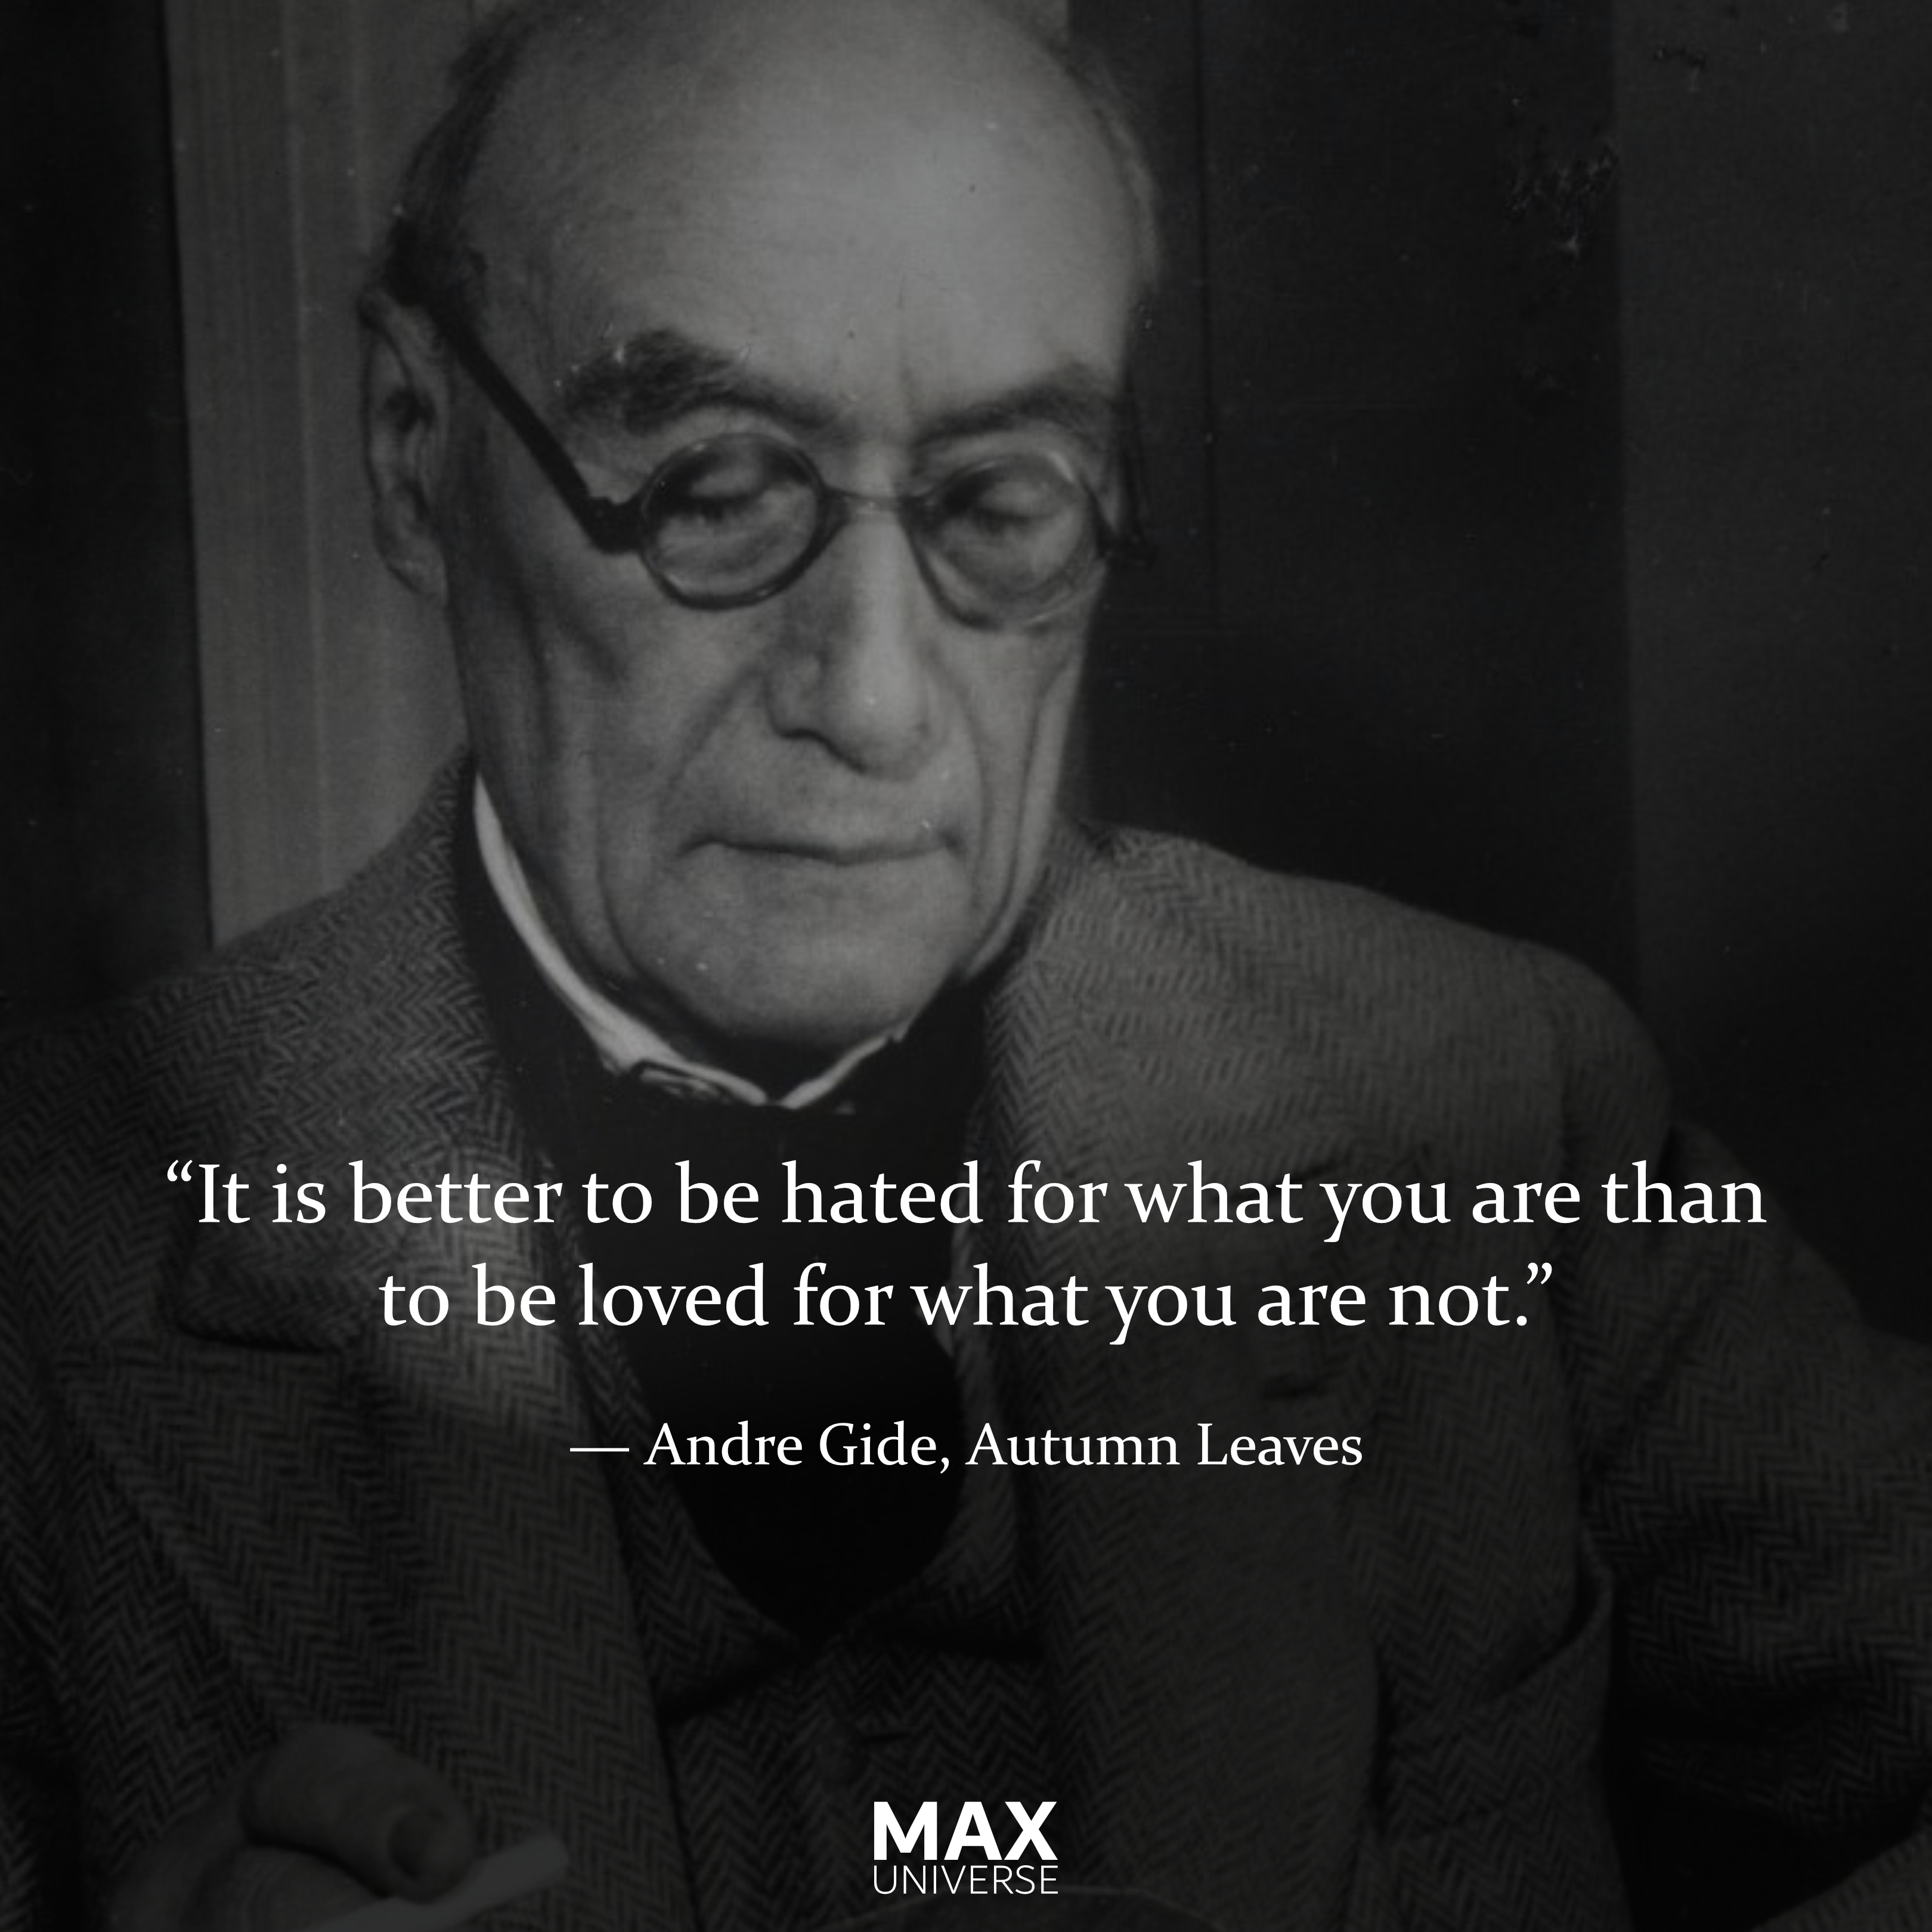 “It is better to be hated for what you are than
to be loved for what you are not.”
— Andre Gide, Autumn Leaves
MAX
UNIVERSE